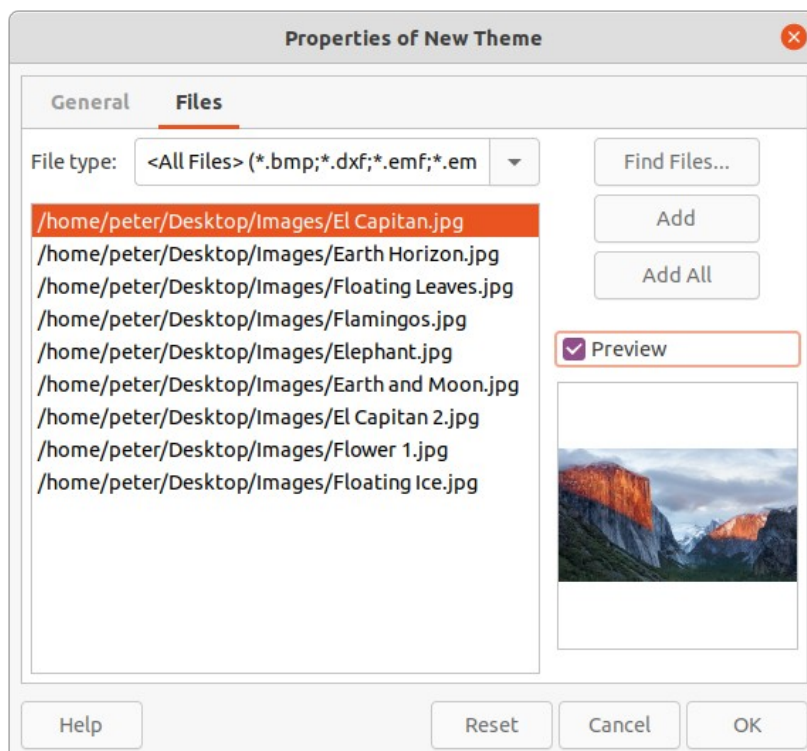 Properties of New Theme
General Files
File type: <All Files> (*.bmp;*.dxf;*.emf;*.em
Find Files...
Add
Add All
/home/peter/Desktop/Images/El Capitan.jpg
/home/peter/Desktop/Images/Earth Horizon.jpg
/home/peter/Desktop/Images/Floating Leaves.jpg
/home/peter/Desktop/Images/Flamingos.jpg
/home/peter/Desktop/Images/Elephant.jpg
/home/peter/Desktop/Images/Earth and Moon.jpg
/home/peter/Desktop/Images/El Capitan 2.jpg
/home/peter/Desktop/Images/Flower 1.jpg
/home/peter/Desktop/Images/Floating Ice.jpg
Preview
Help Reset Cancel OK